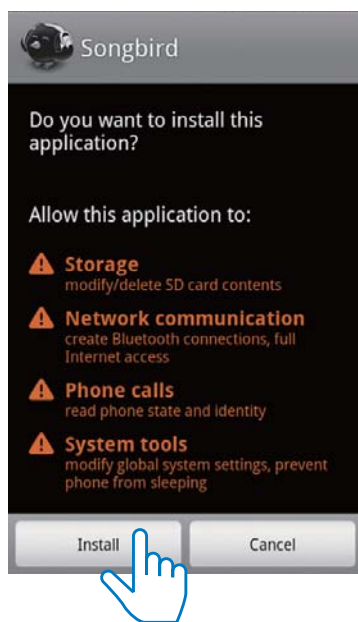 Songbird
Do you want to install this
application?
Allow this application to:
Storage
modify/delete SD card contents
Network communication
create Bluetooth connections, full
Internet access
Phone calls
read phone state and identity
System tools
modify global system settings, prevent
phone from sleeping
Install
Cancel